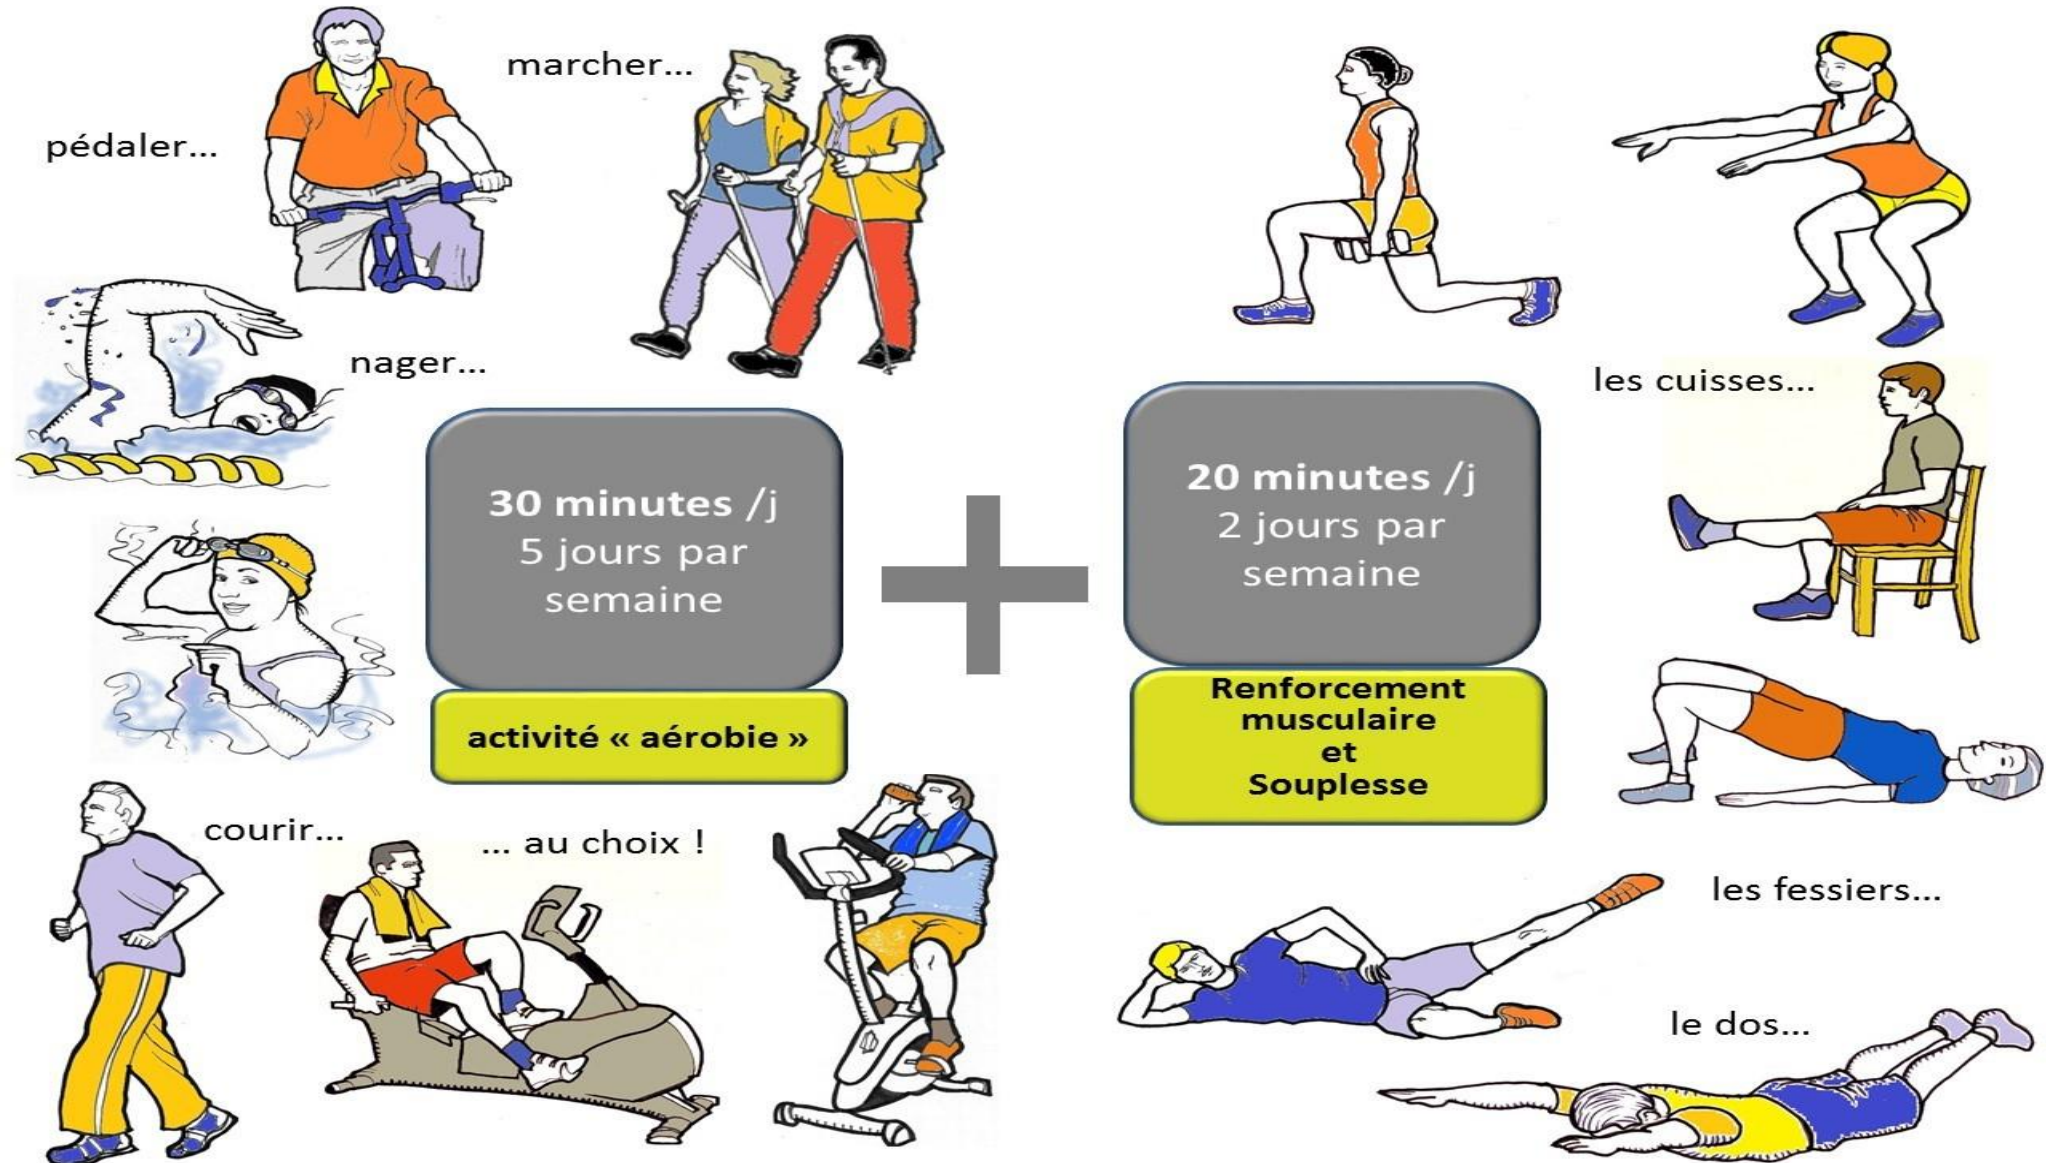 marcher...
pédaler...
nager...
30 minutes /j
5 jours par
semaine
activité « aérobie »
courir...
... au choix !
20 minutes /j
2 jours par
semaine
Renforcement
musculaire
et
Souplesse
les cuisses...
les fessiers...
le dos...